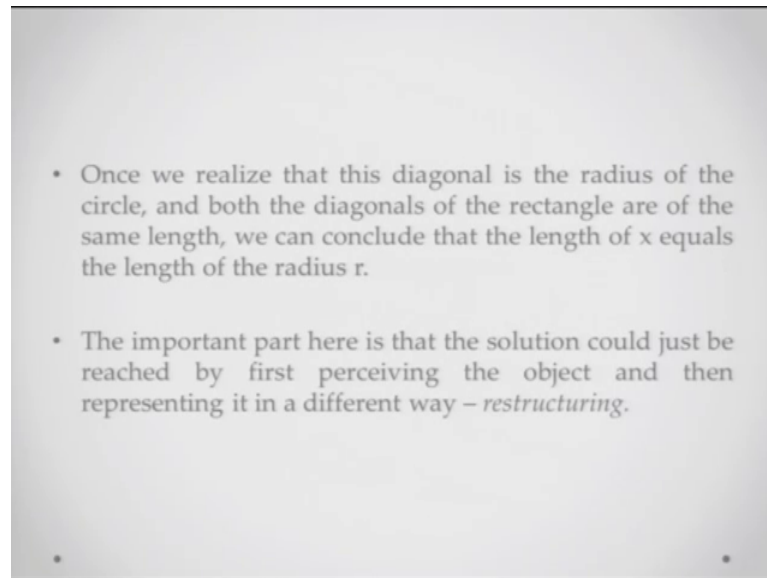 • Once we realize that this diagonal is the radius of the
circle, and both the diagonals of the rectangle are of the
same length, we can conclude that the length of x equals
the length of the radius r.
• The important part here is that the solution could just be
reached by first perceiving the object and then
representing it in a different way – restructuring.